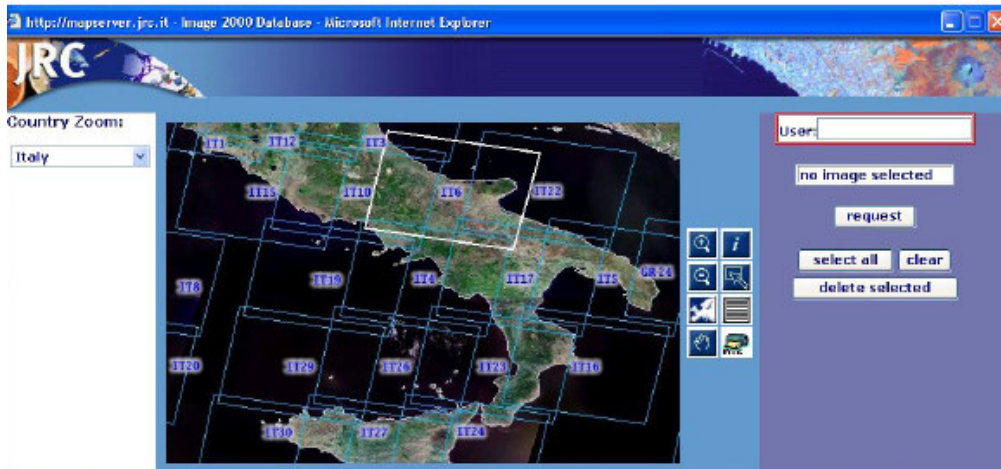 http://mapserver.jrc.it - Image 2000 Database - Microsoft Internet Explorer
JRC
Country Zoom:
Italy
User:
no image selected
request
select all clear
delete selected
IT1 IT12 IT3
IT15 IT10 IT6 IT22
IT8 IT19 IT4 IT17 IT5 GR24
IT20 IT29 IT26 IT23 IT16
IT30 IT27 IT24
i